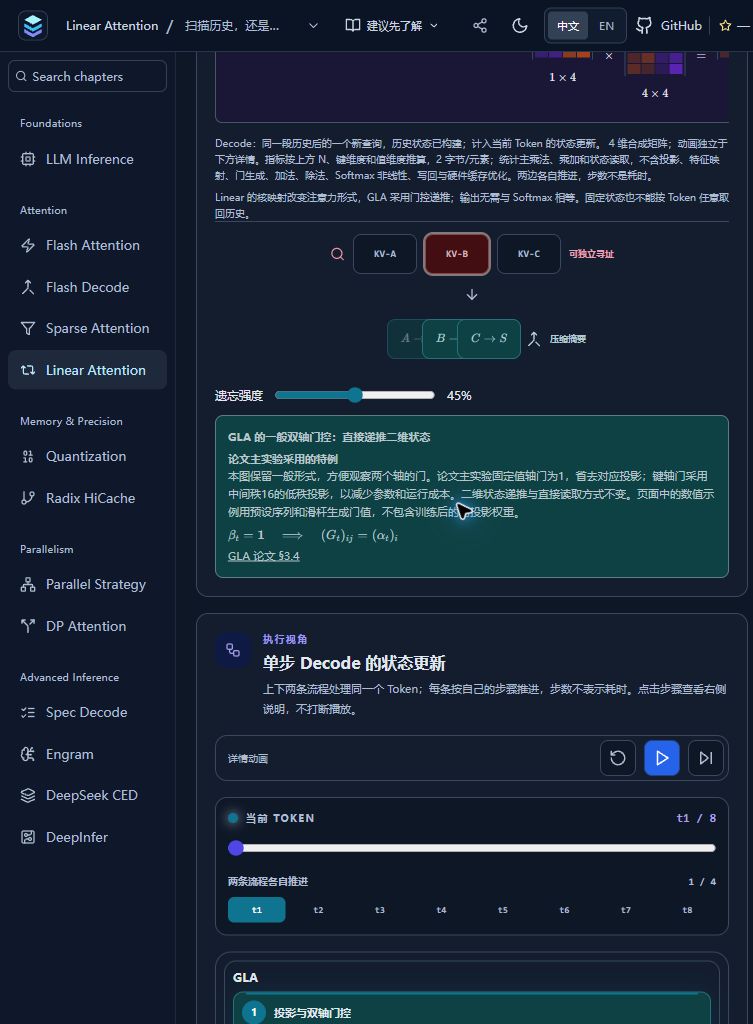 Linear Attention / 扫描历史，还是...
建议先了解
中文 EN
GitHub
Search chapters
Foundations
LLM Inference
Attention
Flash Attention
Flash Decode
Sparse Attention
Linear Attention
Memory & Precision
Quantization
Radix HiCache
Parallelism
Parallel Strategy
DP Attention
Advanced Inference
Spec Decode
Engram
DeepSeek CED
DeepInfer
× =
1 × 4
4 × 4
Decode：同一段历史后的一个新查询，历史状态已构建；计入当前 Token 的状态更新。 4 维合成矩阵；动画独立于
下方详情。指标按上方 N、键维度和值维度推算，2 字节/元素；统计主乘法、乘加和状态读取，不含投影、特征映
射、门生成、加法、除法、Softmax 非线性、写回与硬件缓存优化。两边各自推进，步数不是耗时。
Linear 的核映射改变注意力形式，GLA 采用门控递推；输出无需与 Softmax 相等。固定状态也不能按 Token 任意取
回历史。
KV-A KV-B KV-C 可独立寻址
A → B → C → S 压缩摘要
遗忘强度 45%
GLA 的一般双轴门控：直接递推二维状态
论文主实验采用的特例
本图保留一般形式，方便观察两个轴的门。论文主实验固定值轴门为1，省去对应投影；键轴门采用
中间秩16的低秩投影，以减少参数和运行成本。二维状态递推与直接读取方式不变。页面中的数值示
例用预设序列和滑杆生成门值，不包含训练后的投影权重。
βt = 1 ⟹ (Gt)ij = (αt)i
GLA 论文 §3.4
执行视角
单步 Decode 的状态更新
上下两条流程处理同一个 Token；每条按自己的步骤推进，步数不表示耗时。点击步骤查看右侧
说明，不打断播放。
详情动画
当前 TOKEN t1 / 8
两条流程各自推进 1 / 4
t1 t2 t3 t4 t5 t6 t7 t8
GLA
1 投影与双轴门控